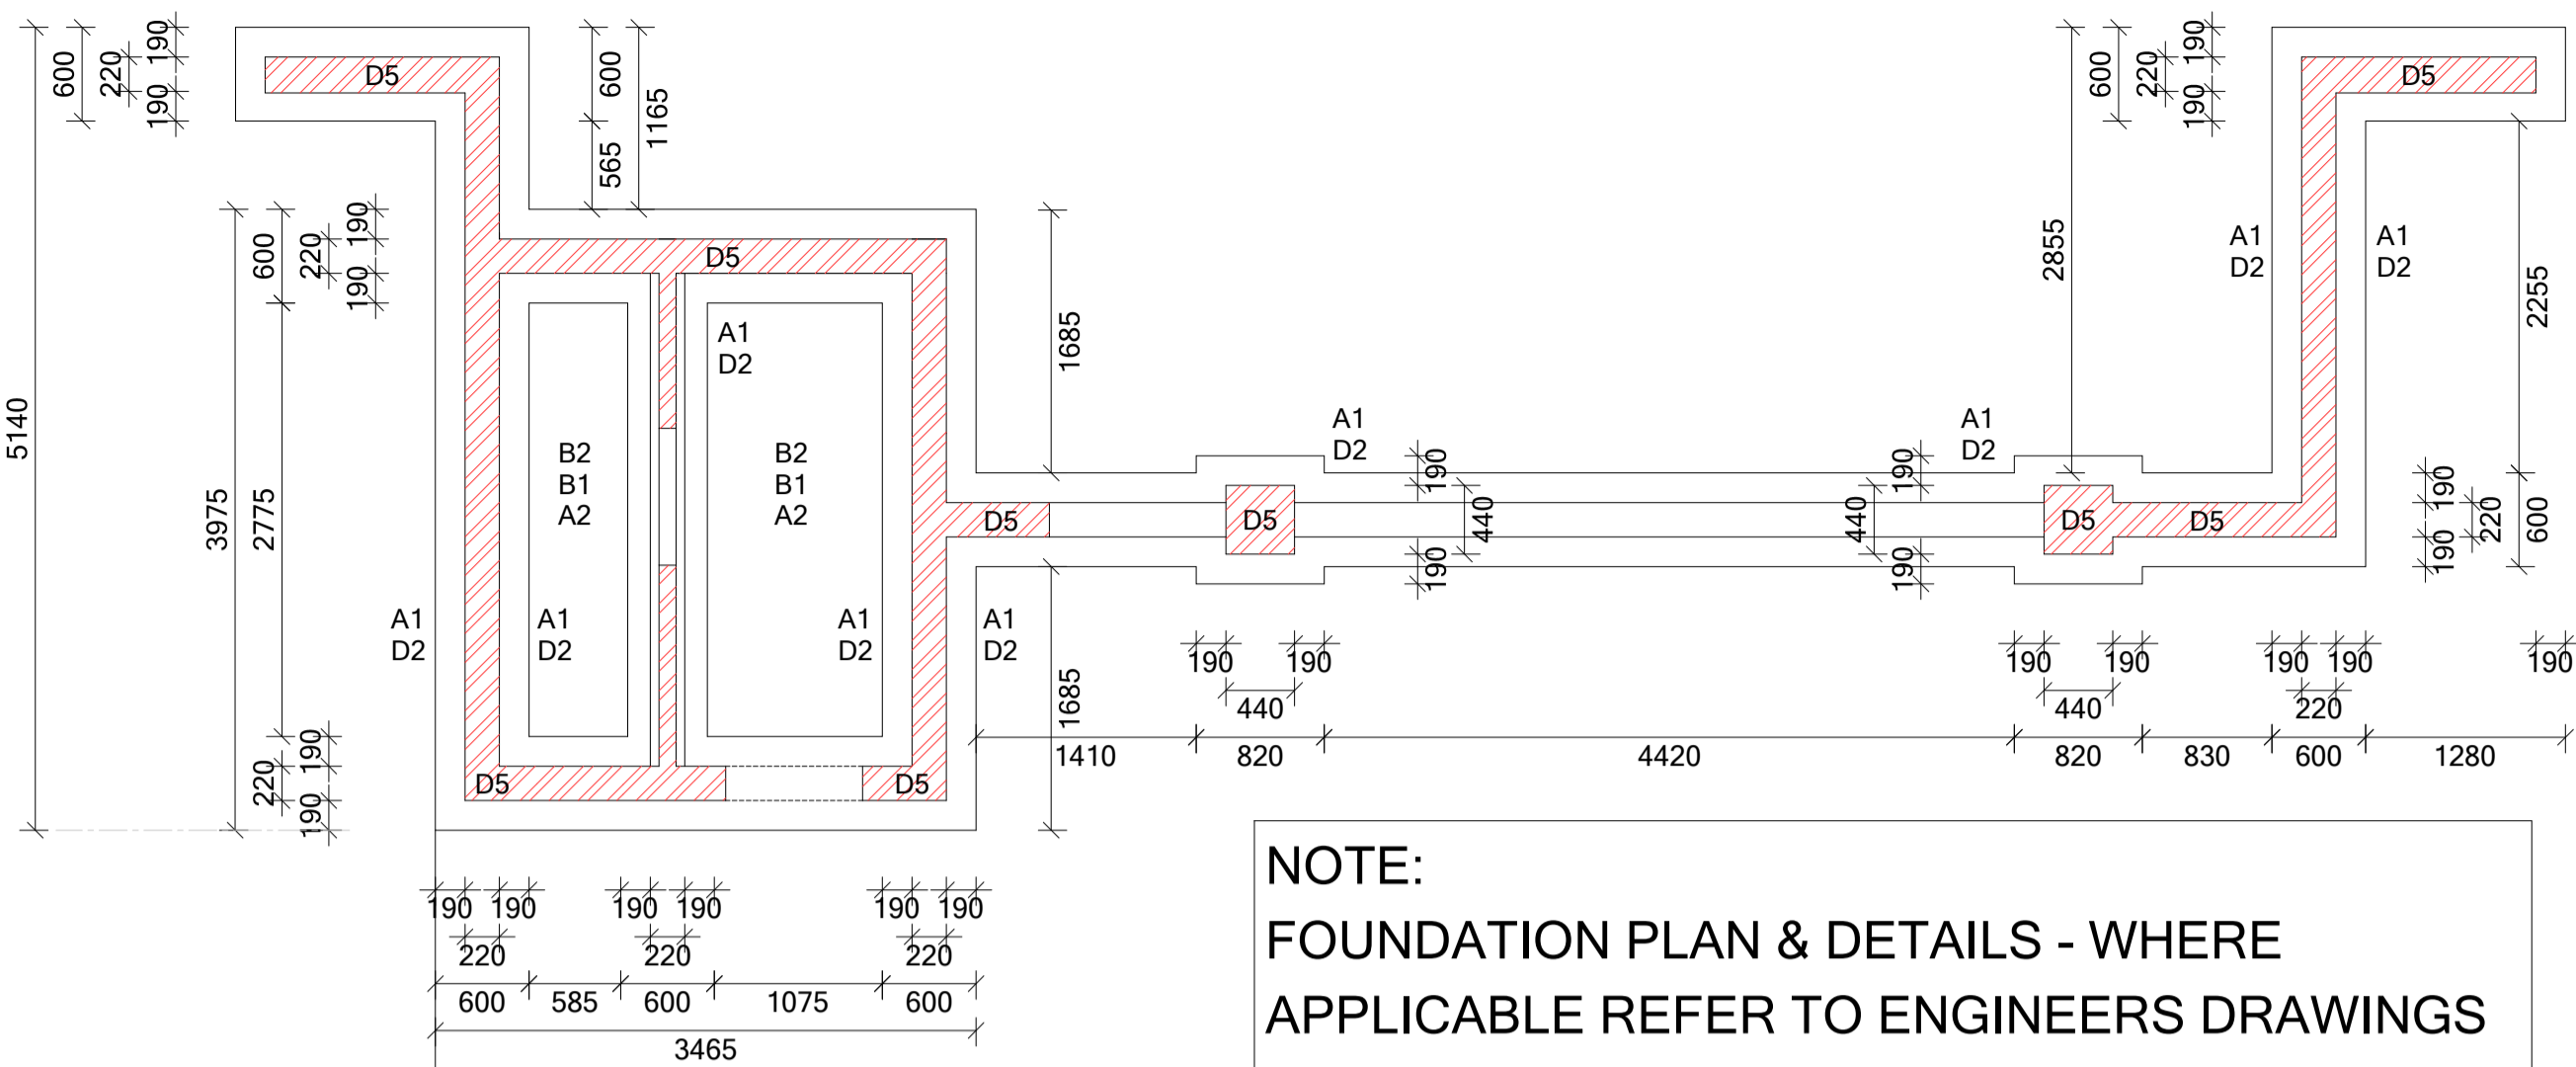 190
600
220
190
D5
600
1165
565
190
600
220
190
D5
190
600
220
190
D5
2855
A1
D2
A1
D2
2255
1685
A1
D2
5140
3975
2775
B2
B1
A2
B2
B1
A2
A1
D2
A1
D2
190
440
190
190
440
190
D5
D5
D5
D5
190
220
600
190
A1
D2
A1
D2
A1
D2
A1
D2
1685
190
190
190
190
190
190
190
440
440
220
1410
820
4420
820
830
600
1280
190
220
190
D5
D5
190
190
190
190
190
190
220
220
220
600
585
600
1075
600
3465
NOTE:
FOUNDATION PLAN & DETAILS - WHERE
APPLICABLE REFER TO ENGINEERS DRAWINGS